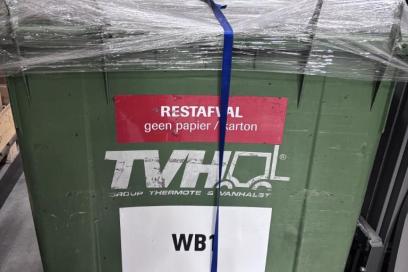 RESTAFVAL
geen papier / karton
TVH®
GROUP THERMOTE & VANHALST
WB1